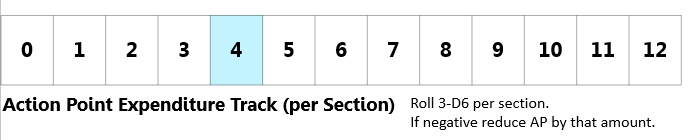 0 1 2 3 4 5 6 7 8 9 10 11 12
Action Point Expenditure Track (per Section) Roll 3-D6 per section.
If negative reduce AP by that amount.